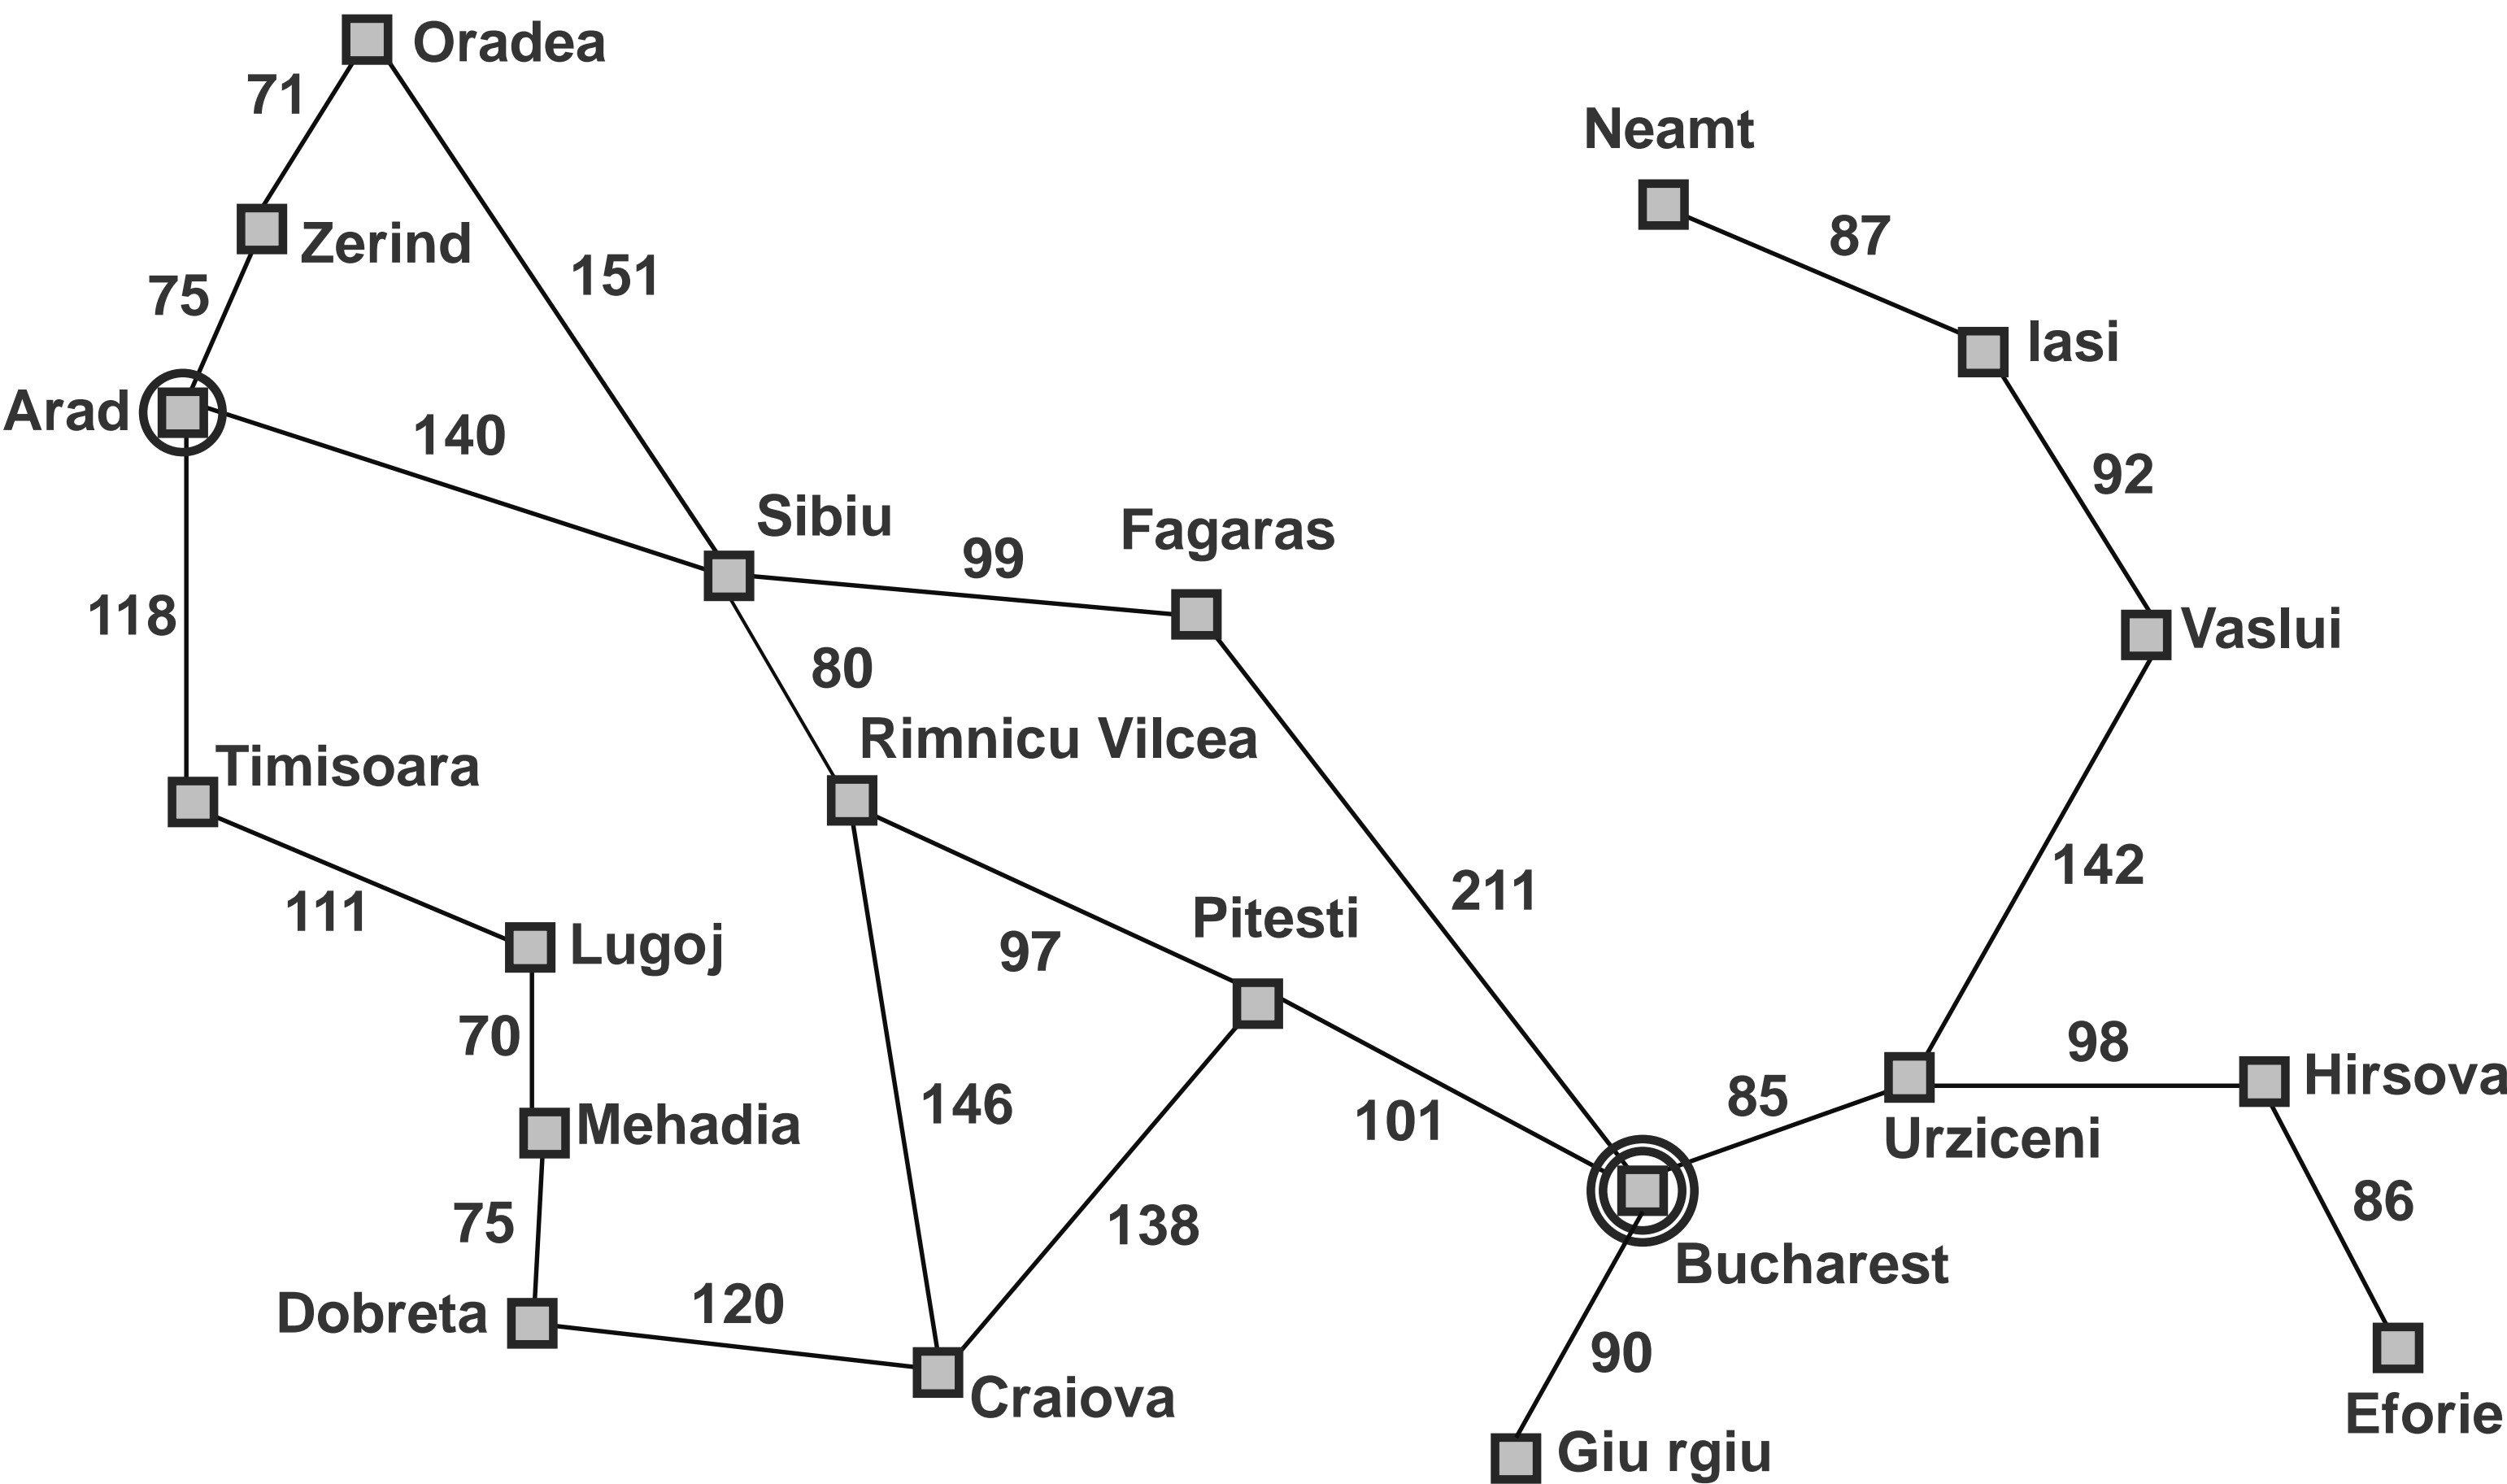 Oradea
71
Neamt
Zerind
87
75
151
Iasi
Arad
140
92
Sibiu
Fagaras
99
118
Vaslui
80
Rimnicu Vilcea
Timisoara
142
211
111
Pitesti
Lugoj
97
70
98
Hirsova
85
Mehadia
146
101
Urziceni
86
75
138
Bucharest
Dobreta
120
90
Craiova
Eforie
Giu rgiu